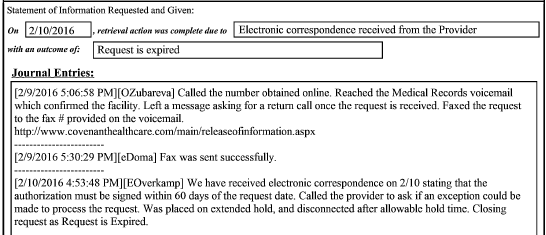 Statement of Information Requested and Given:
On 2/10/2016 , retrieval action was complete due to Electronic correspondence received from the Provider
with an outcome of: Request is expired
Journal Entries:
[2/9/2016 5:06:58 PM][OZubareva] Called the number obtained online. Reached the Medical Records voicemail
which confirmed the facility. Left a message asking for a return call once the request is received. Faxed the request
to the fax # provided on the voicemail.
http://www.covenanthealthcare.com/main/releaseofinformation.aspx
------------------------
[2/9/2016 5:30:29 PM][eDoma] Fax was sent successfully.
------------------------
[2/10/2016 4:53:48 PM][EOverkamp] We have received electronic correspondence on 2/10 stating that the
authorization must be signed within 60 days of the request date. Called the provider to ask if an exception could be
made to process the request. Was placed on extended hold, and disconnected after allowable hold time. Closing
request as Request is Expired.